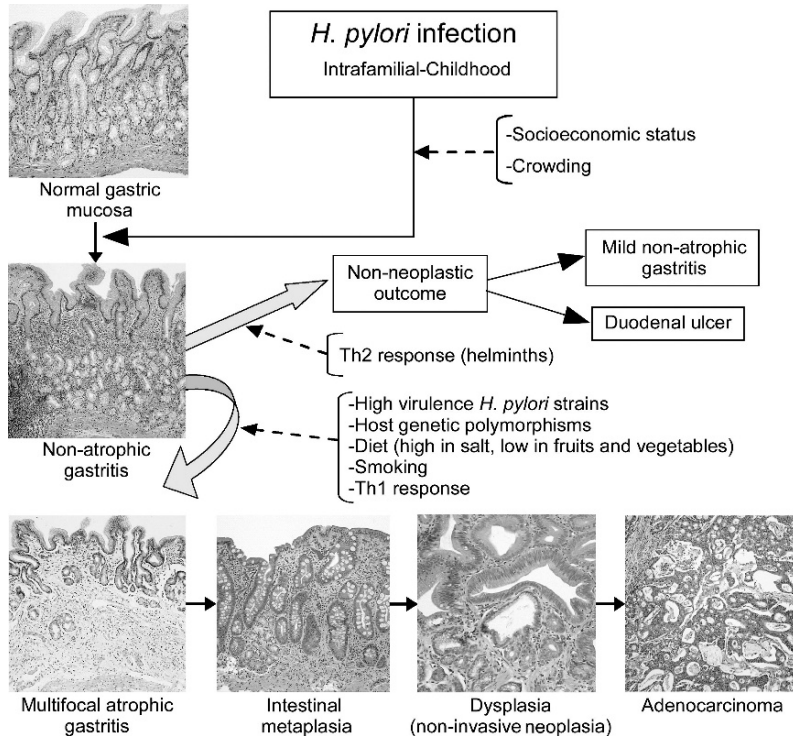 H. pylori infection
Intrafamilial-Childhood
-Socioeconomic status
-Crowding
Normal gastric
mucosa
Non-neoplastic
outcome
Mild non-atrophic
gastritis
Duodenal ulcer
Th2 response (helminths)
-High virulence H. pylori strains
-Host genetic polymorphisms
-Diet (high in salt, low in fruits and vegetables)
-Smoking
-Th1 response
Non-atrophic
gastritis
Multifocal atrophic
gastritis
Intestinal
metaplasia
Dysplasia
(non-invasive neoplasia)
Adenocarcinoma